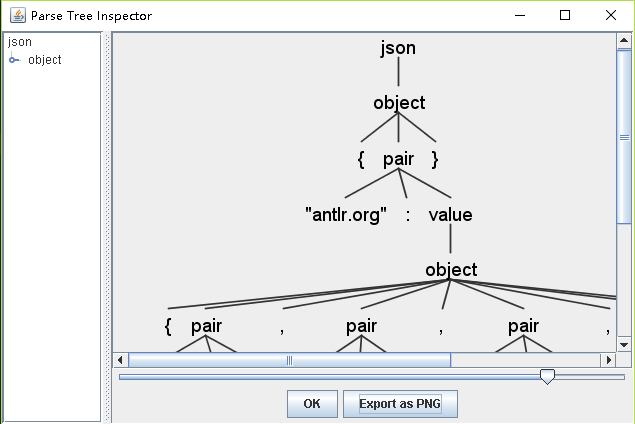 Parse Tree Inspector
json
object
json
object
{ pair }
"antlr.org" : value
object
{ pair , pair , pair ,
OK Export as PNG